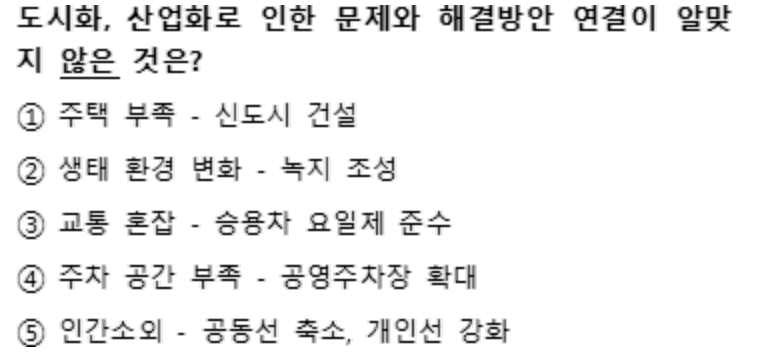 도시화, 산업화로 인한 문제와 해결방안 연결이 알맞
지 않은 것은?
① 주택 부족 - 신도시 건설
② 생태 환경 변화 - 녹지 조성
③ 교통 혼잡 - 승용차 요일제 준수
④ 주차 공간 부족 - 공영주차장 확대
⑤ 인간소외 - 공동선 축소, 개인선 강화